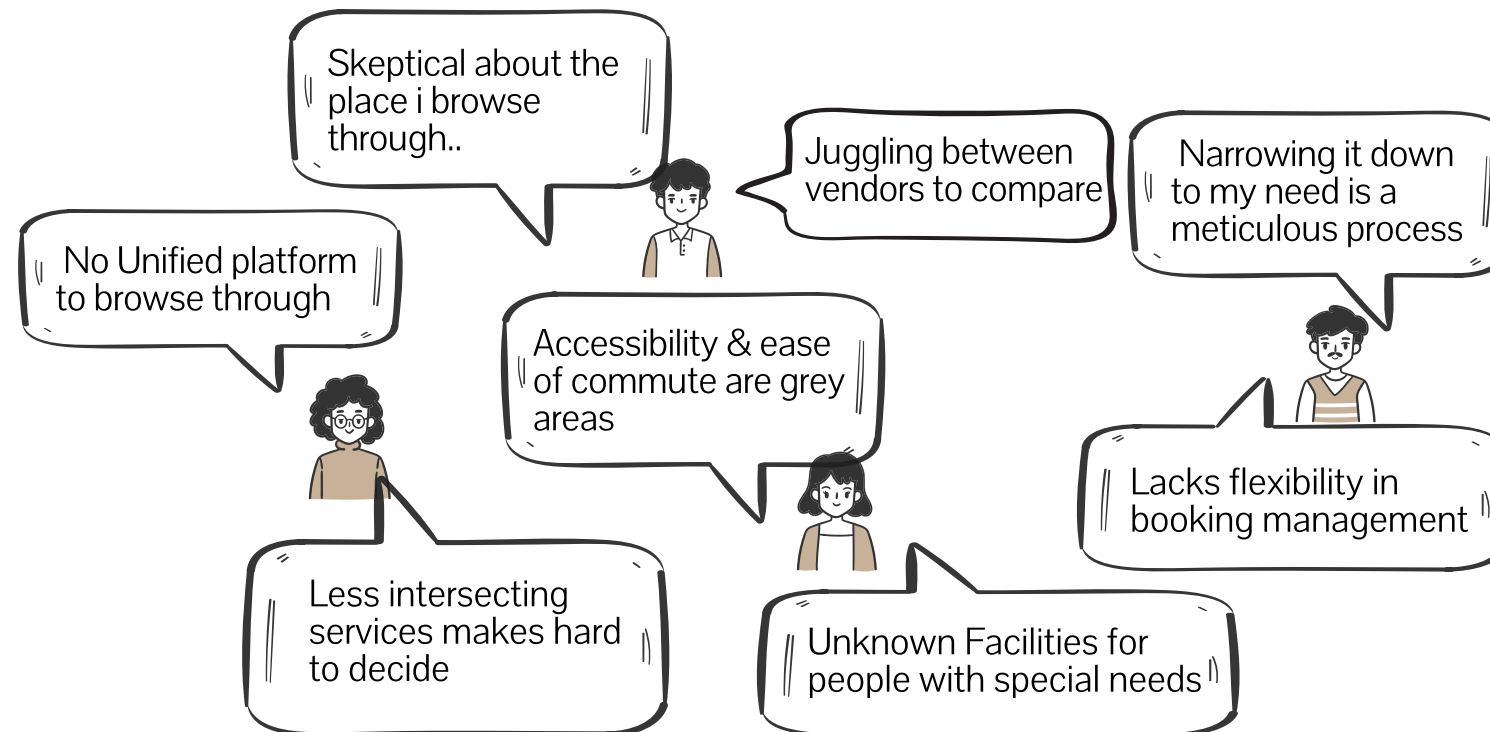 Skeptical about the
place i browse
through..
Juggling between
vendors to compare
Narrowing it down
to my need is a
meticulous process
No Unified platform
to browse through
Accessibility & ease
of commute are grey
areas
Lacks flexibility in
booking management
Less intersecting
services makes hard
to decide
Unknown Facilities for
people with special needs